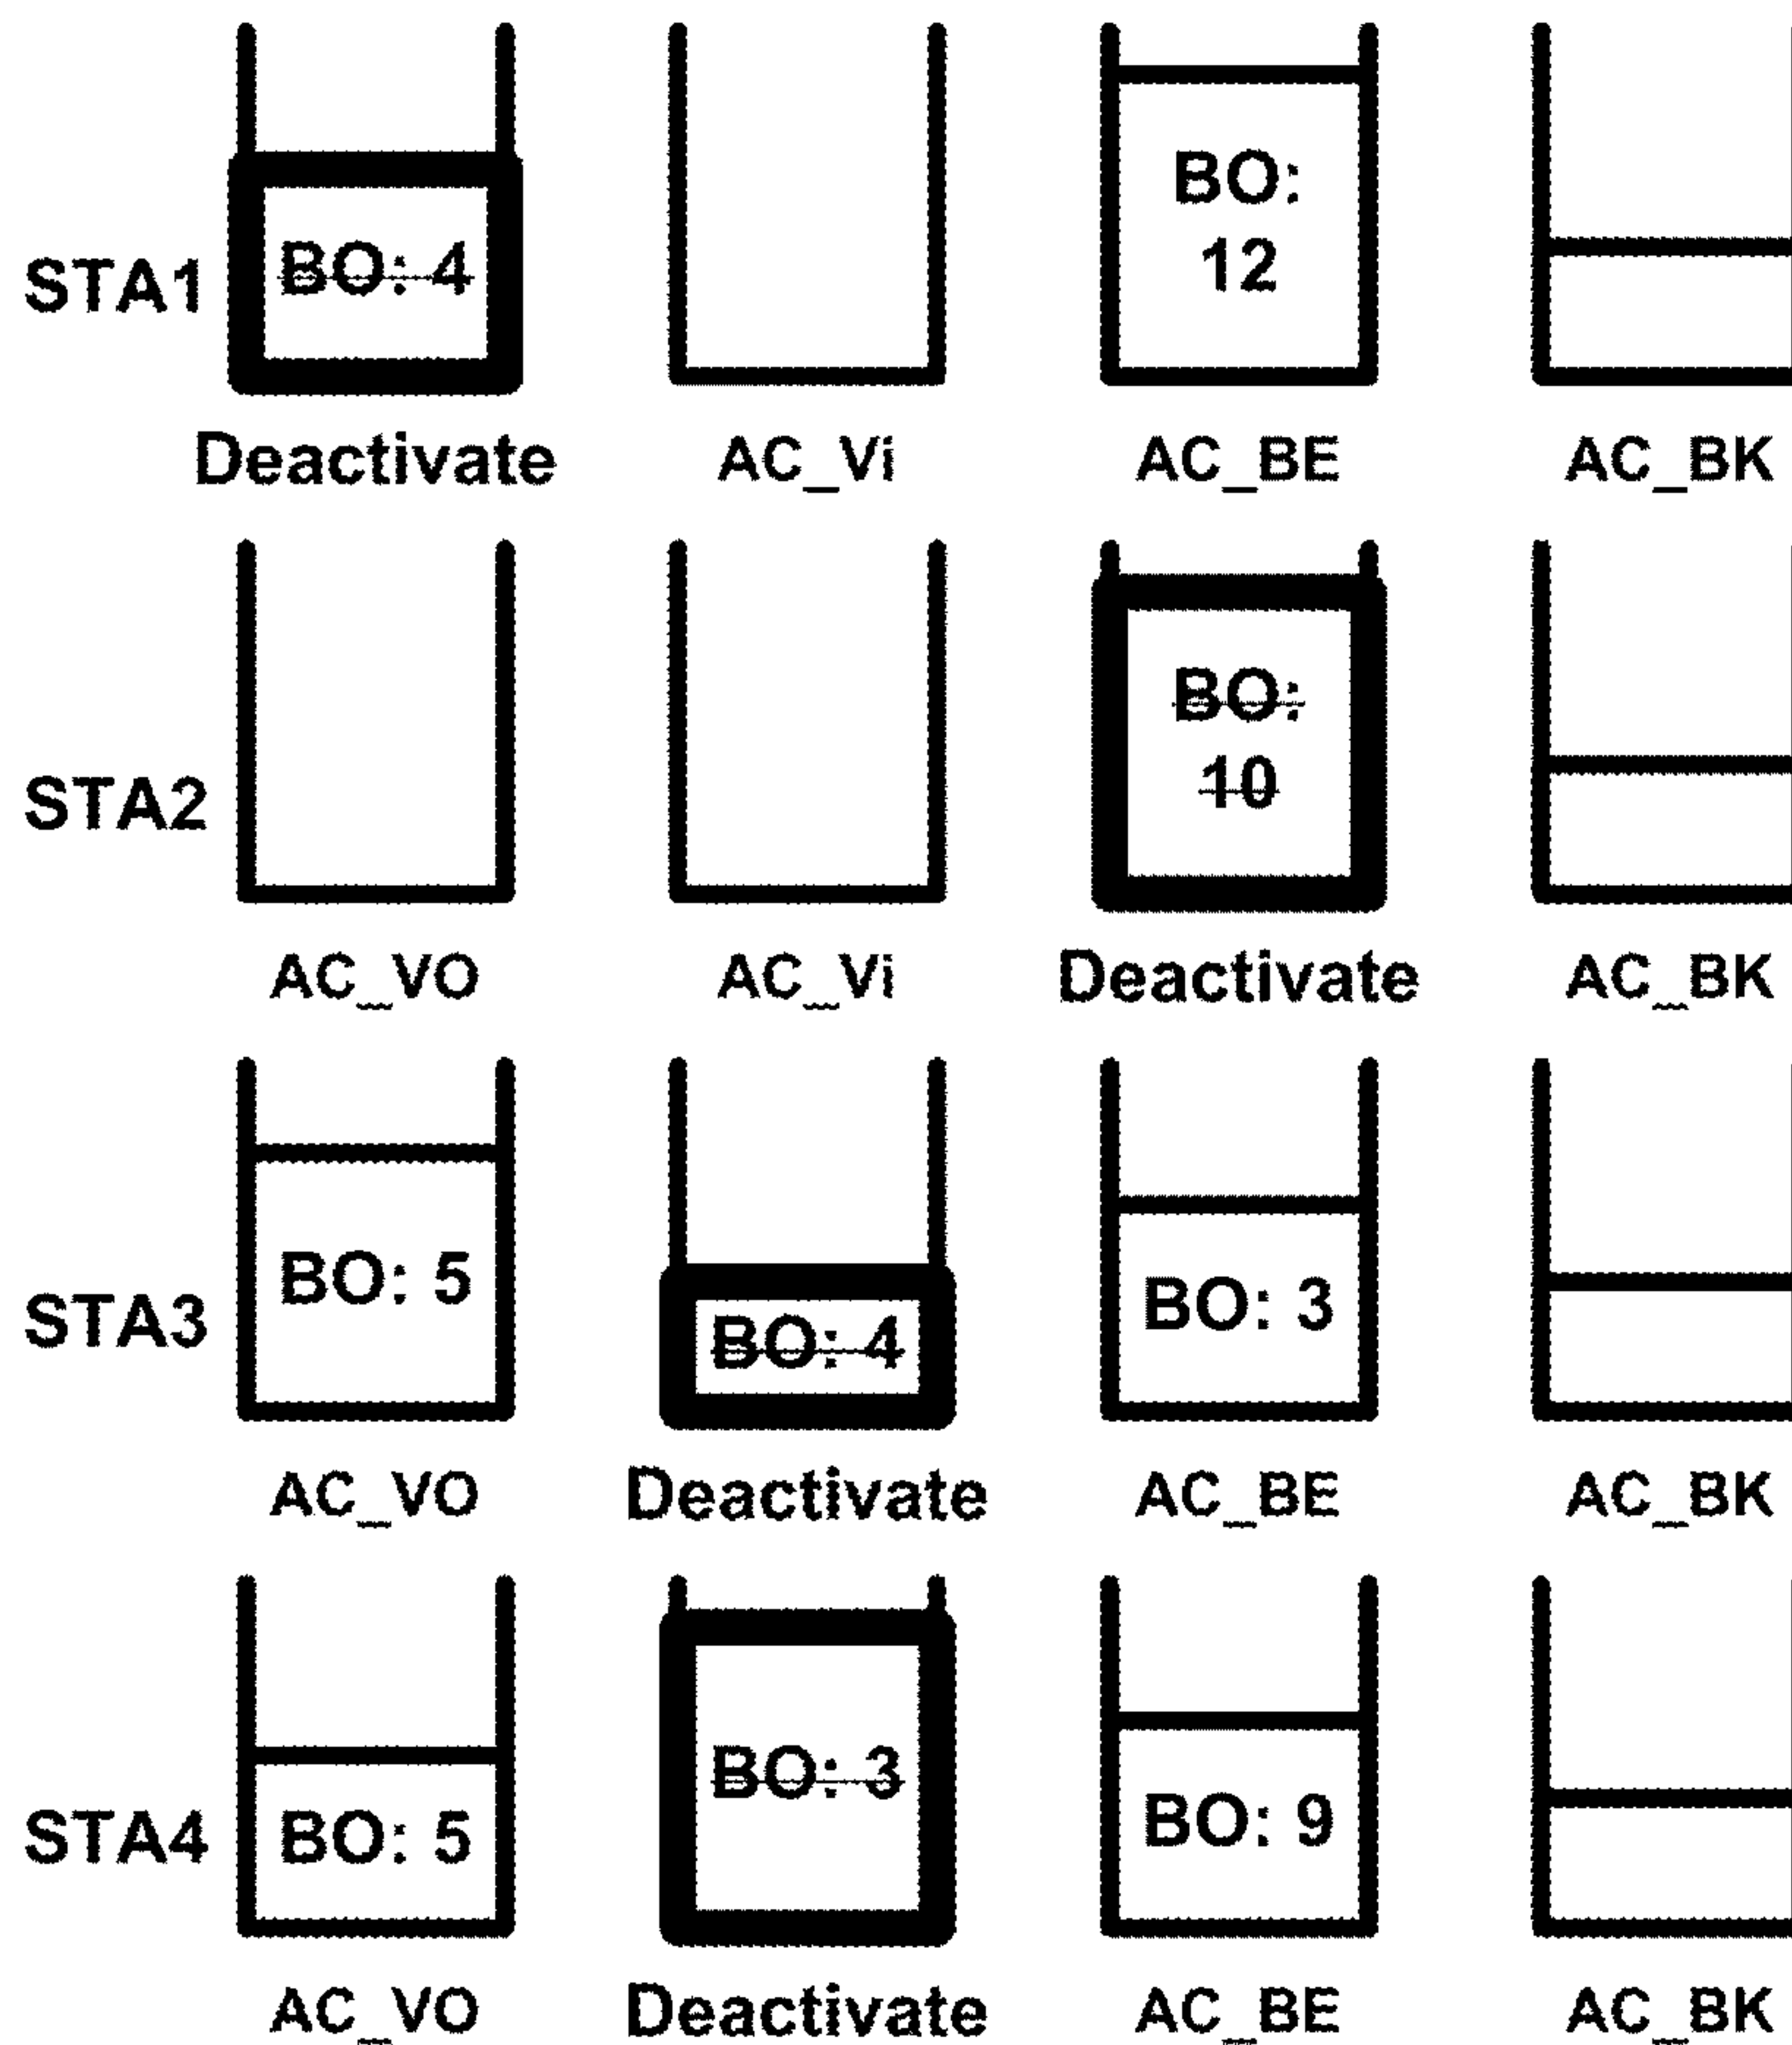 BO:
12
STA1 BO: 4
Deactivate AC_Vi AC_BE AC_BK
BO:
10
STA2
AC_VO AC_Vi Deactivate AC_BK
STA3 BO: 5 BO: 4 BO: 3
AC_VO Deactivate AC_BE AC_BK
STA4 BO: 5 BO: 3 BO: 9
AC_VO Deactivate AC_BE AC_BK